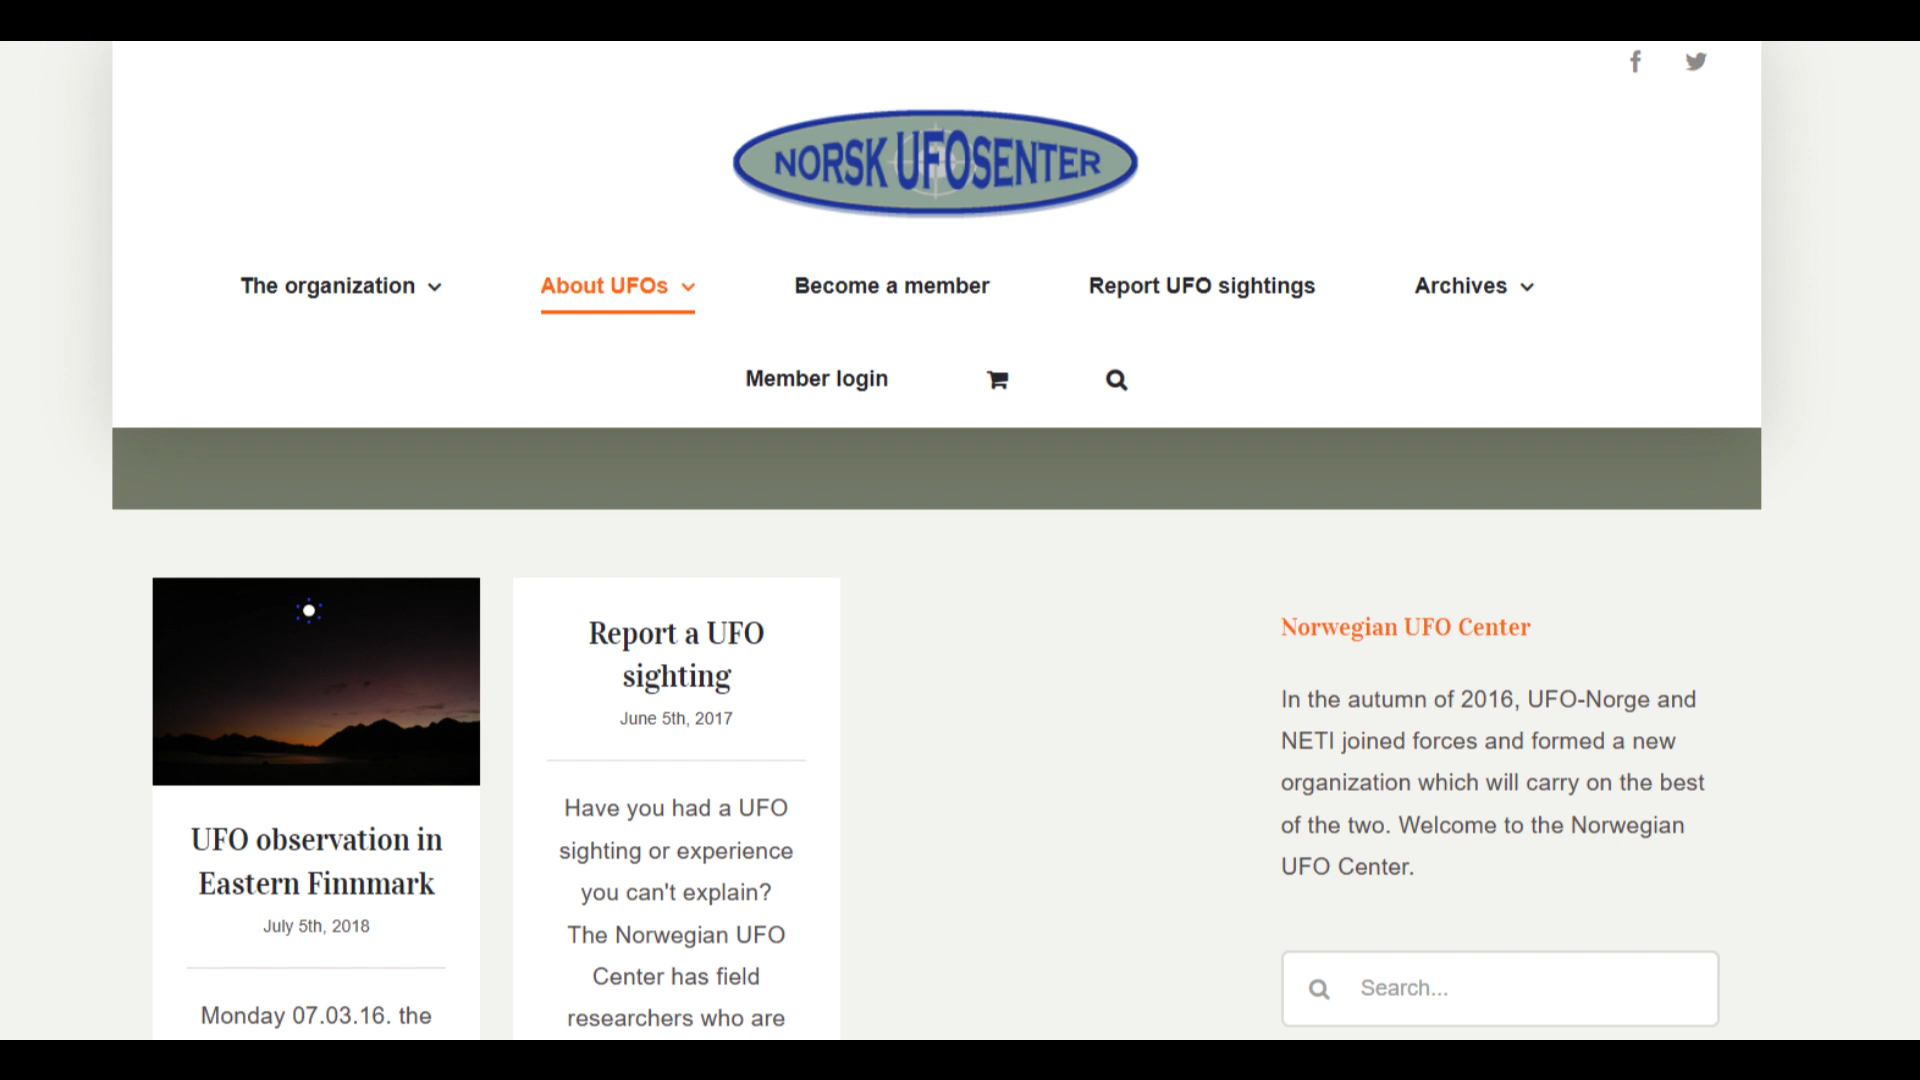 NORSK UFOSENTER
The organization
About UFOs
Become a member
Report UFO sightings
Archives
Member login
UFO observation in
Eastern Finnmark
July 5th, 2018
Monday 07.03.16. the
Report a UFO
sighting
June 5th, 2017
Have you had a UFO
sighting or experience
you can't explain?
The Norwegian UFO
Center has field
researchers who are
Norwegian UFO Center
In the autumn of 2016, UFO-Norge and
NETI joined forces and formed a new
organization which will carry on the best
of the two. Welcome to the Norwegian
UFO Center.
Search...